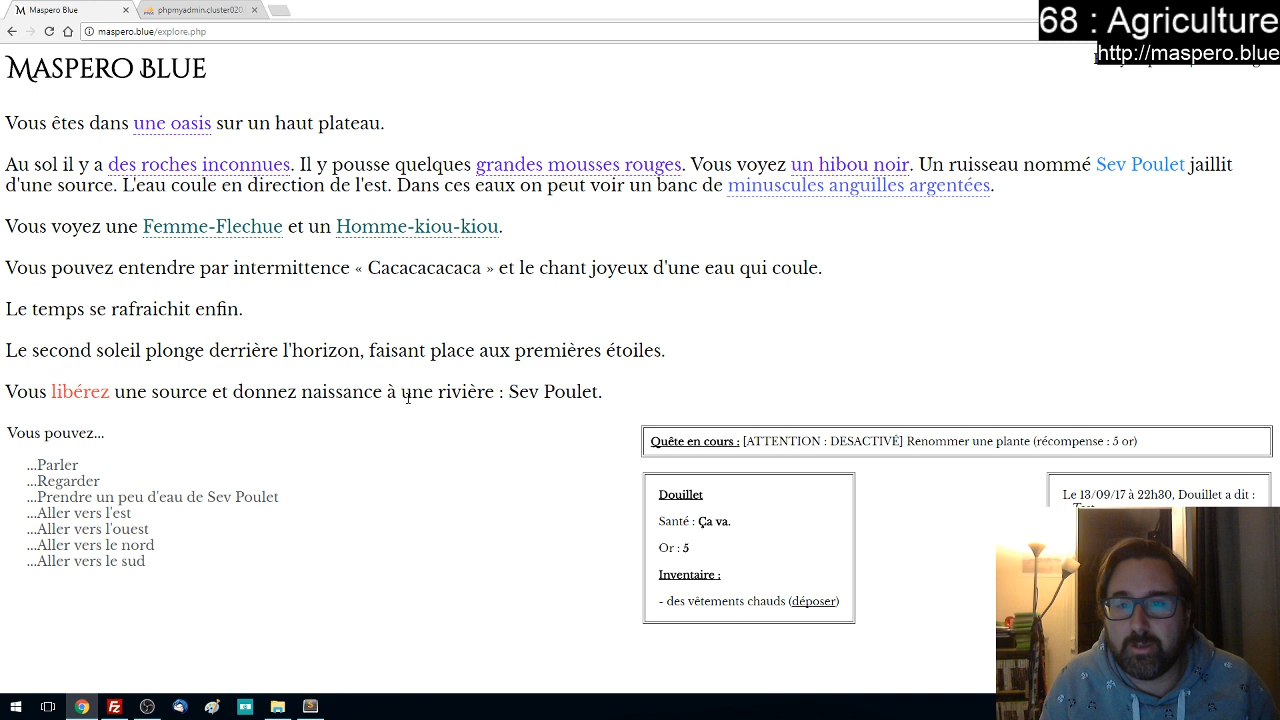 Maspero Blue
phpmyadmin.cluster020.
maspero.blue/explore.php
68 : Agriculture
http://maspero.blue
MASPERO BLUE
Vous êtes dans une oasis sur un haut plateau.
Au sol il y a des roches inconnues. Il y pousse quelques grandes mousses rouges. Vous voyez un hibou noir. Un ruisseau nommé Sev Poulet jaillit
d'une source. L'eau coule en direction de l'est. Dans ces eaux on peut voir un banc de minuscules anguilles argentées.
Vous voyez une Femme-Flechue et un Homme-kiou-kiou.
Vous pouvez entendre par intermittence « Cacacacacaca » et le chant joyeux d'une eau qui coule.
Le temps se rafraichit enfin.
Le second soleil plonge derrière l'horizon, faisant place aux premières étoiles.
Vous libérez une source et donnez naissance à une rivière : Sev Poulet.
Vous pouvez...
...Parler
...Regarder
...Prendre un peu d'eau de Sev Poulet
...Aller vers l'est
...Aller vers l'ouest
...Aller vers le nord
...Aller vers le sud
Quête en cours : [ATTENTION : DESACTIVÉ] Renommer une plante (récompense : 5 or)
Douillet
Santé : Ça va.
Or : 5
Inventaire :
- des vêtements chauds (déposer)
Le 13/09/17 à 22h30, Douillet a dit :